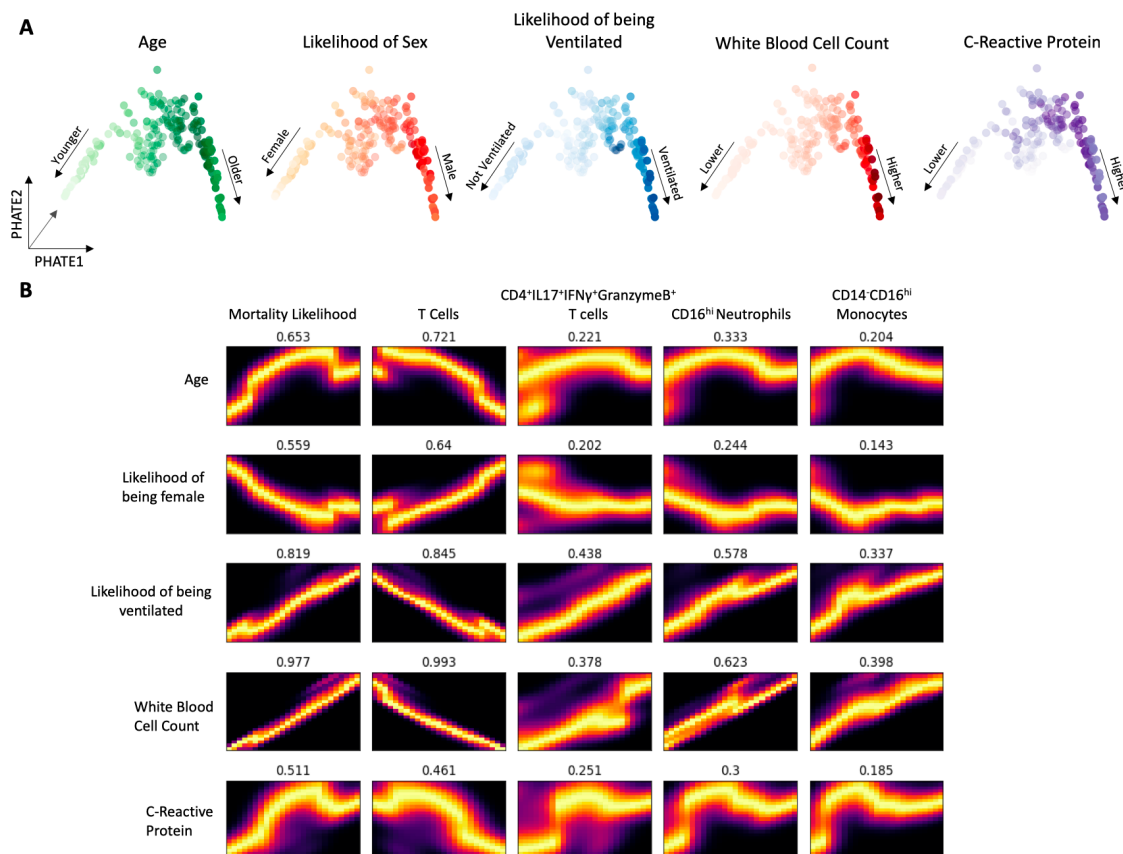 A
Age
Likelihood of Sex
Likelihood of being
Ventilated
White Blood Cell Count
C-Reactive Protein
Younger
Older
Female
Male
Not Ventilated
Ventilated
Lower
Higher
Lower
Higher
PHATE2
PHATE1
B
Mortality Likelihood
T Cells
CD4⁺IL17⁺IFNγ⁺GranzymeB⁺
T cells
CD16ʰⁱ Neutrophils
CD14⁻CD16ʰⁱ
Monocytes
0.653 0.721 0.221 0.333 0.204
Age
0.559 0.64 0.202 0.244 0.143
Likelihood of
being female
0.819 0.845 0.438 0.578 0.337
Likelihood of being
ventilated
0.977 0.993 0.378 0.623 0.398
White Blood
Cell Count
0.511 0.461 0.251 0.3 0.185
C-Reactive
Protein